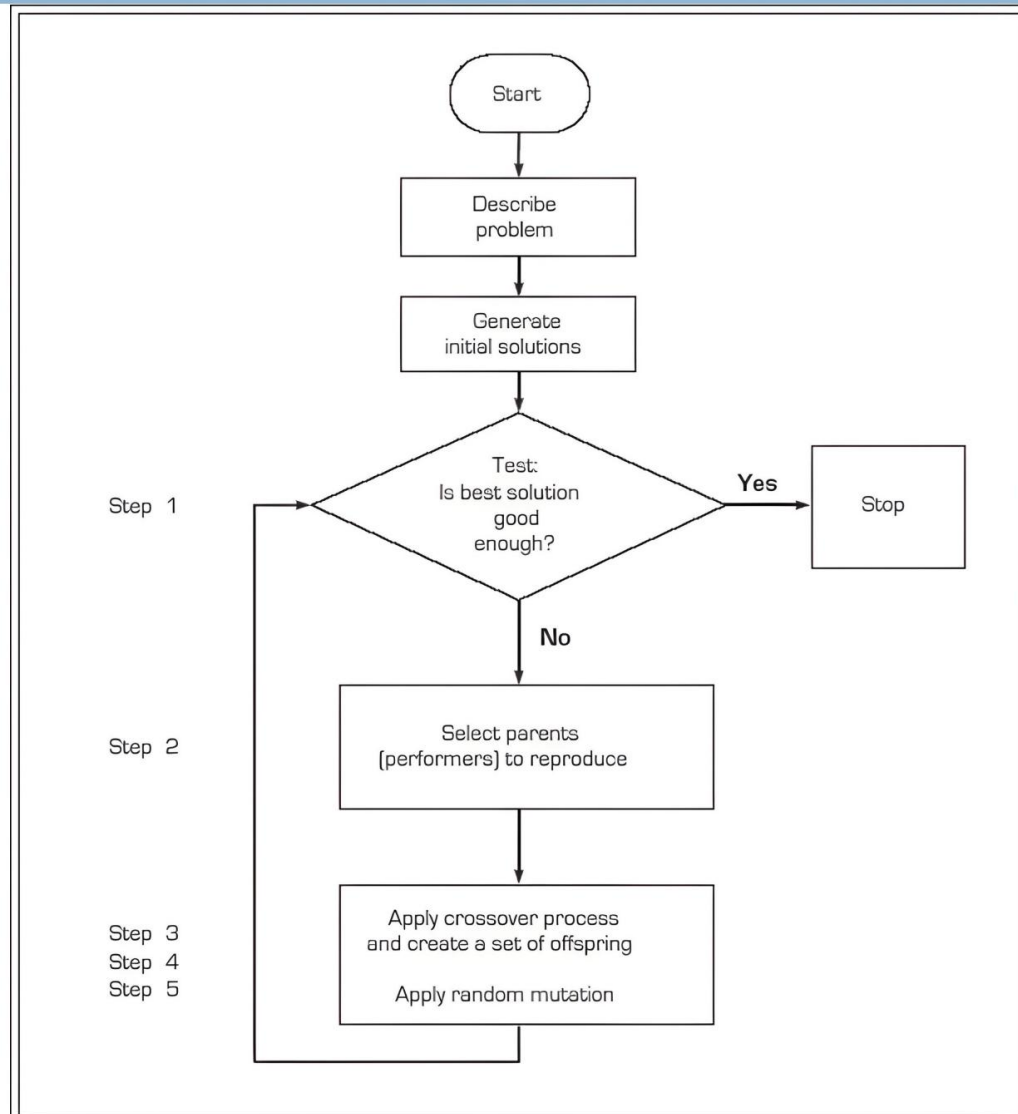 Start
Describe
problem
Generate
initial solutions
Test:
Is best solution
good
enough?
Yes
Stop
Step 1
No
Select parents
(performers) to reproduce
Step 2
Apply crossover process
and create a set of offspring
Apply random mutation
Step 3
Step 4
Step 5